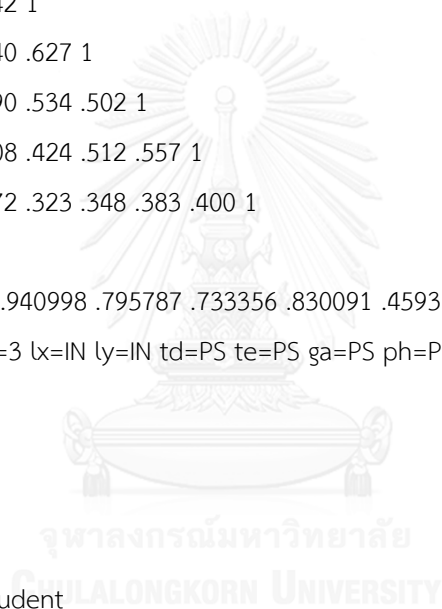 42 1
40 .627 1
90 .534 .502 1
08 .424 .512 .557 1
72 .323 .348 .383 .400 1
.940998 .795787 .733356 .830091 .4593
=3 lx=IN ly=IN td=PS te=PS ga=PS ph=P
จุฬาลงกรณ์มหาวิทยาลัย
CHULALONGKORN UNIVERSITY
udent